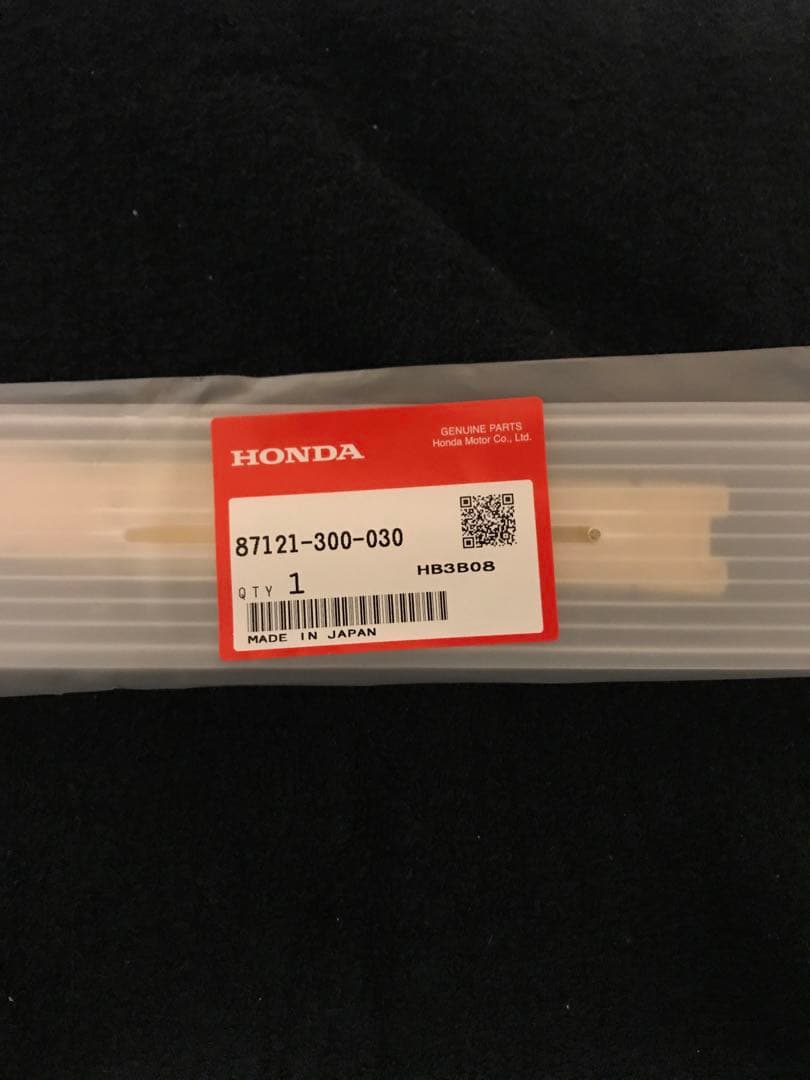 HONDA
GENUINE PARTS
Honda Motor Co., Ltd.
87121-300-030
HB3B08
QTY 1
MADE IN JAPAN